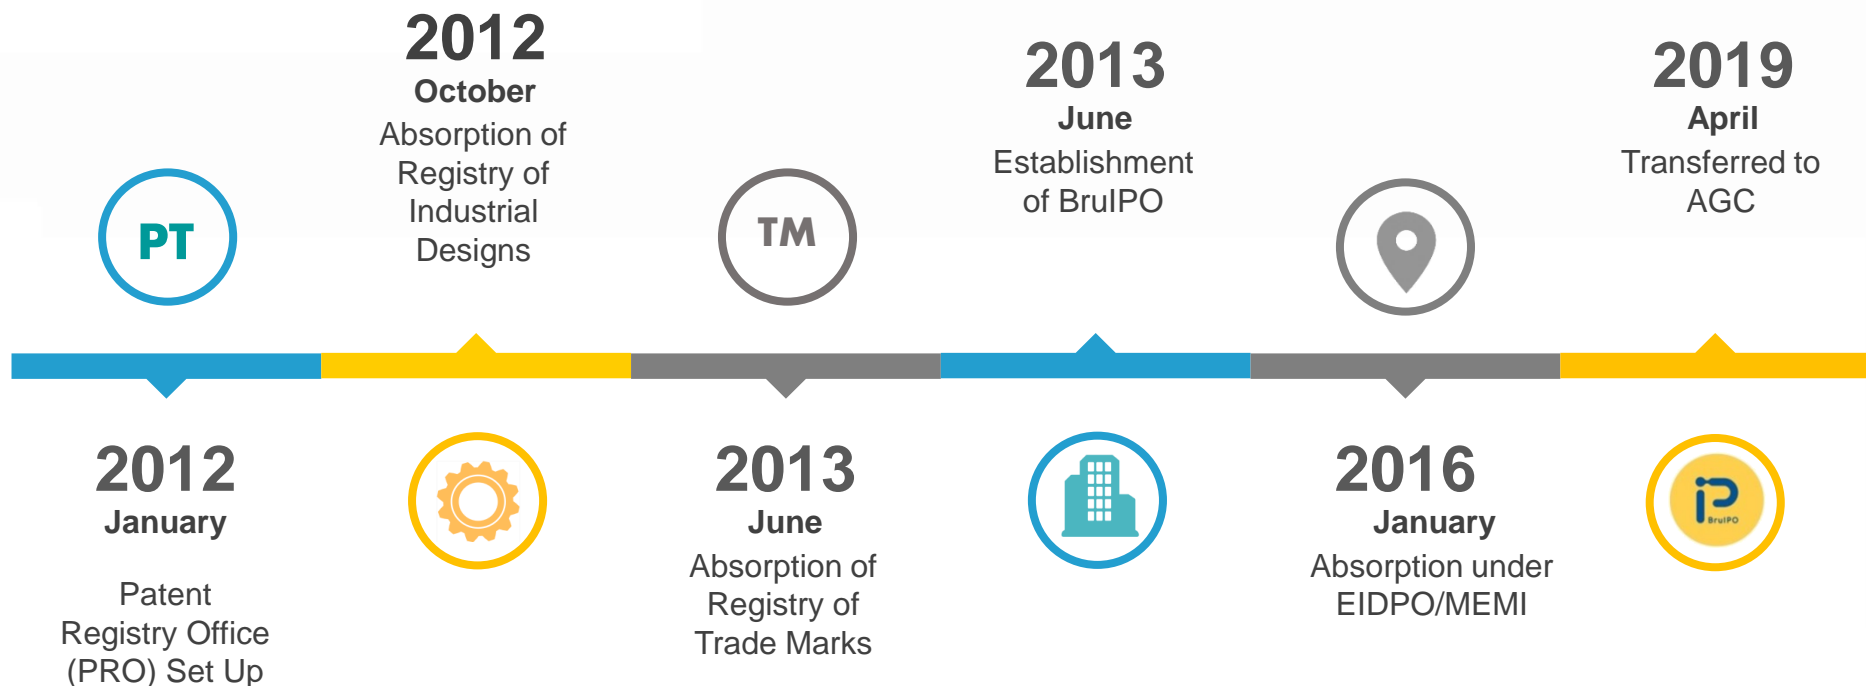 PT
2012
January
Patent
Registry Office
(PRO) Set Up
2012
October
Absorption of
Registry of
Industrial
Designs
TM
2013
June
Absorption of
Registry of
Trade Marks
2013
June
Establishment
of BruIPO
2016
January
Absorption under
EIDPO/MEMI
2019
April
Transferred to
AGC
iP
BruIPO